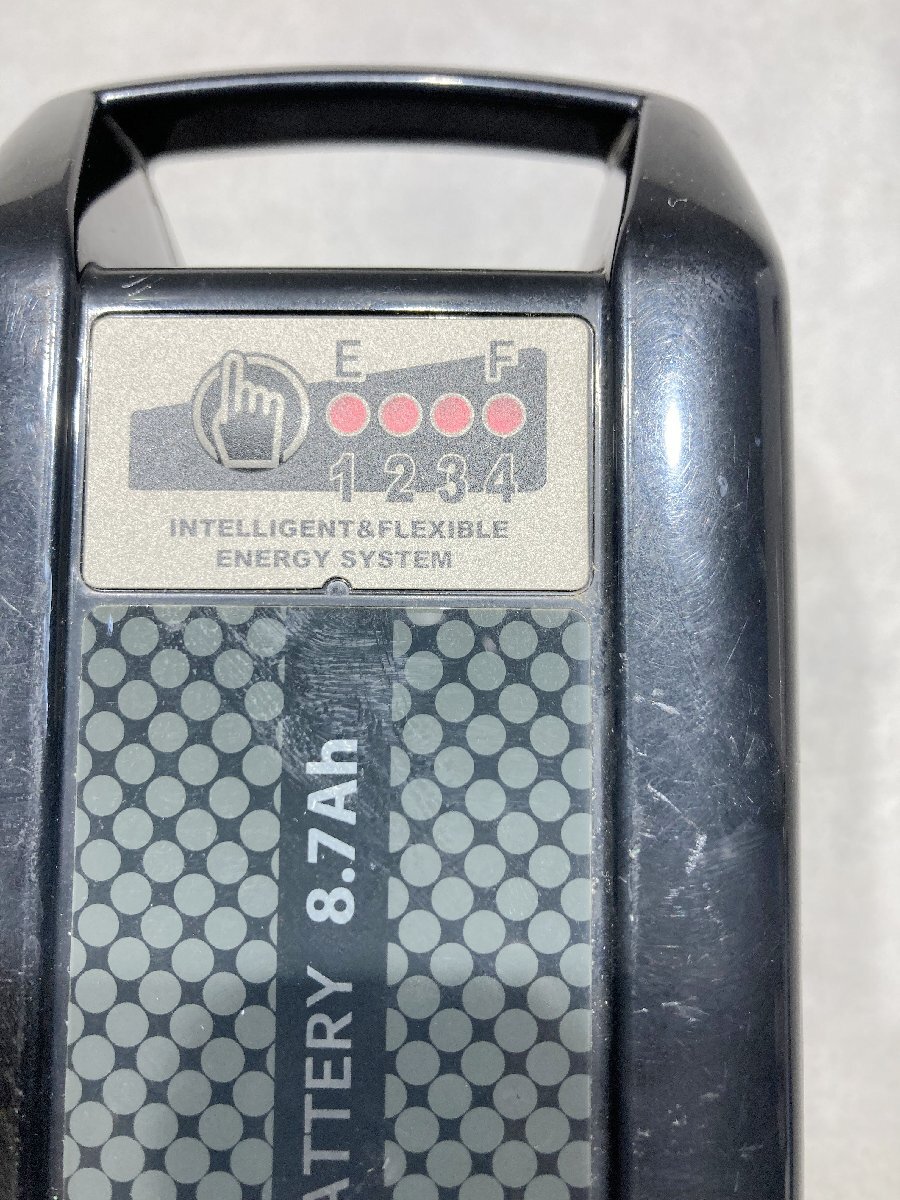 E F
1 2 3 4
INTELLIGENT&FLEXIBLE
ENERGY SYSTEM
ATTERY 8.7Ah